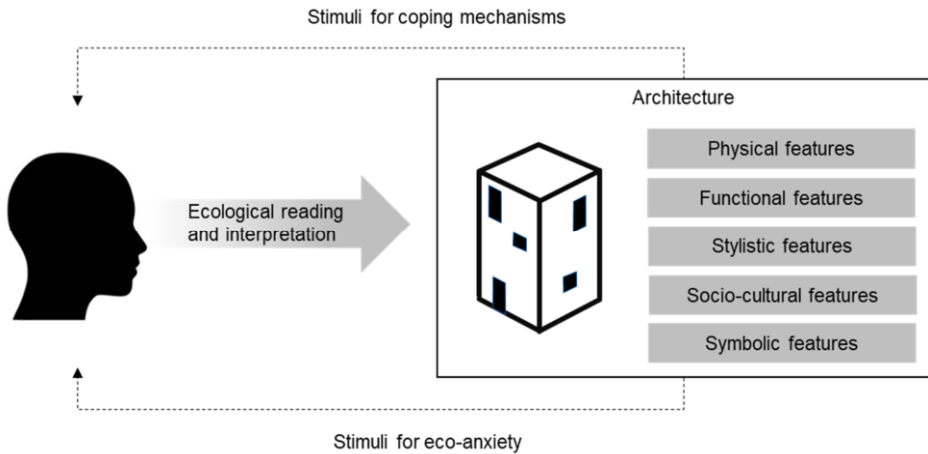 Stimuli for coping mechanisms
Architecture
Physical features
Functional features
Stylistic features
Socio-cultural features
Symbolic features
Ecological reading
and interpretation
Stimuli for eco-anxiety